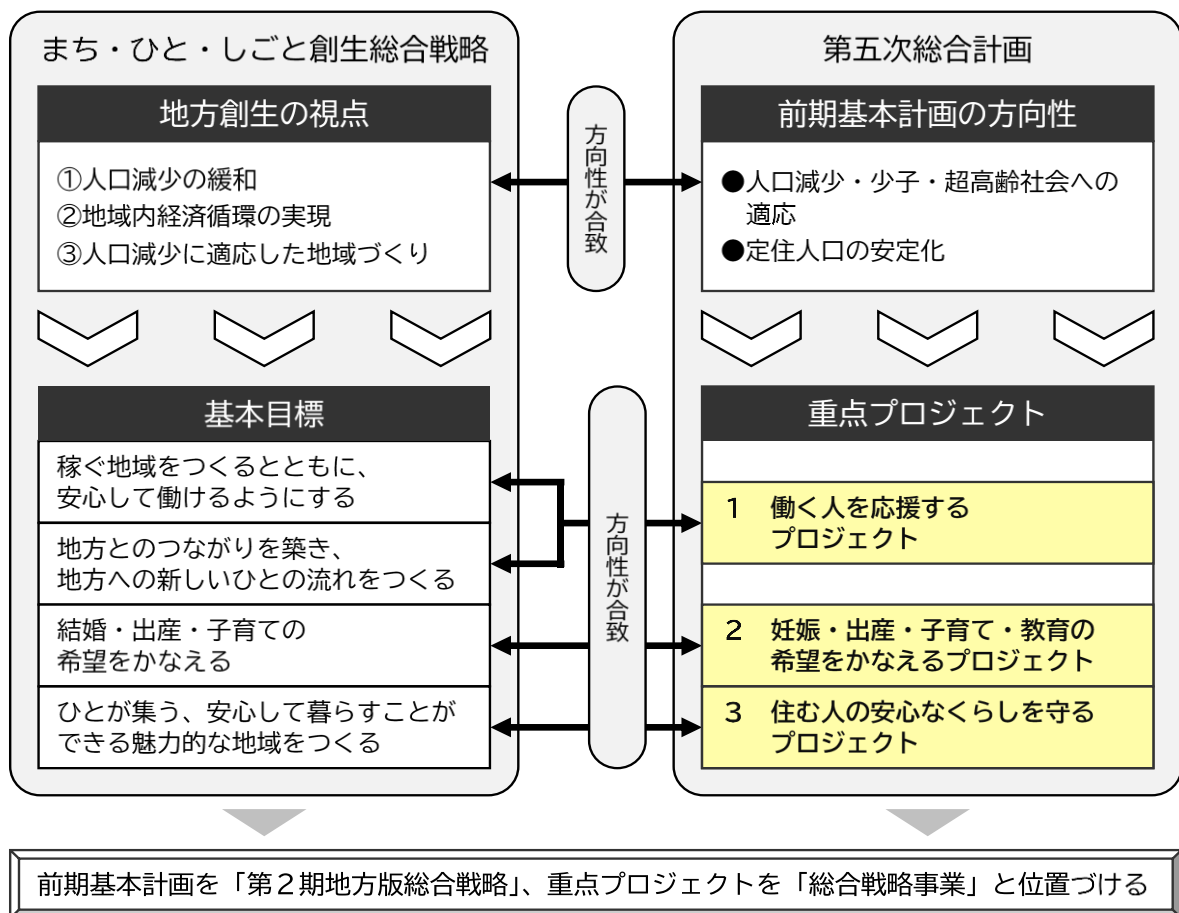 まち・ひと・しごと創生総合戦略
地方創生の視点
①人口減少の緩和
②地域内経済循環の実現
③人口減少に適応した地域づくり
方向性が合致
第五次総合計画
前期基本計画の方向性
●人口減少・少子・超高齢社会への
適応
●定住人口の安定化
基本目標
稼ぐ地域をつくるとともに、
安心して働けるようにする
地方とのつながりを築き、
地方への新しいひとの流れをつくる
結婚・出産・子育ての
希望をかなえる
ひとが集う、安心して暮らすことが
できる魅力的な地域をつくる
方向性が合致
重点プロジェクト
1 働く人を応援する
プロジェクト
2 妊娠・出産・子育て・教育の
希望をかなえるプロジェクト
3 住む人の安心なくらしを守る
プロジェクト
前期基本計画を「第２期地方版総合戦略」、重点プロジェクトを「総合戦略事業」と位置づける